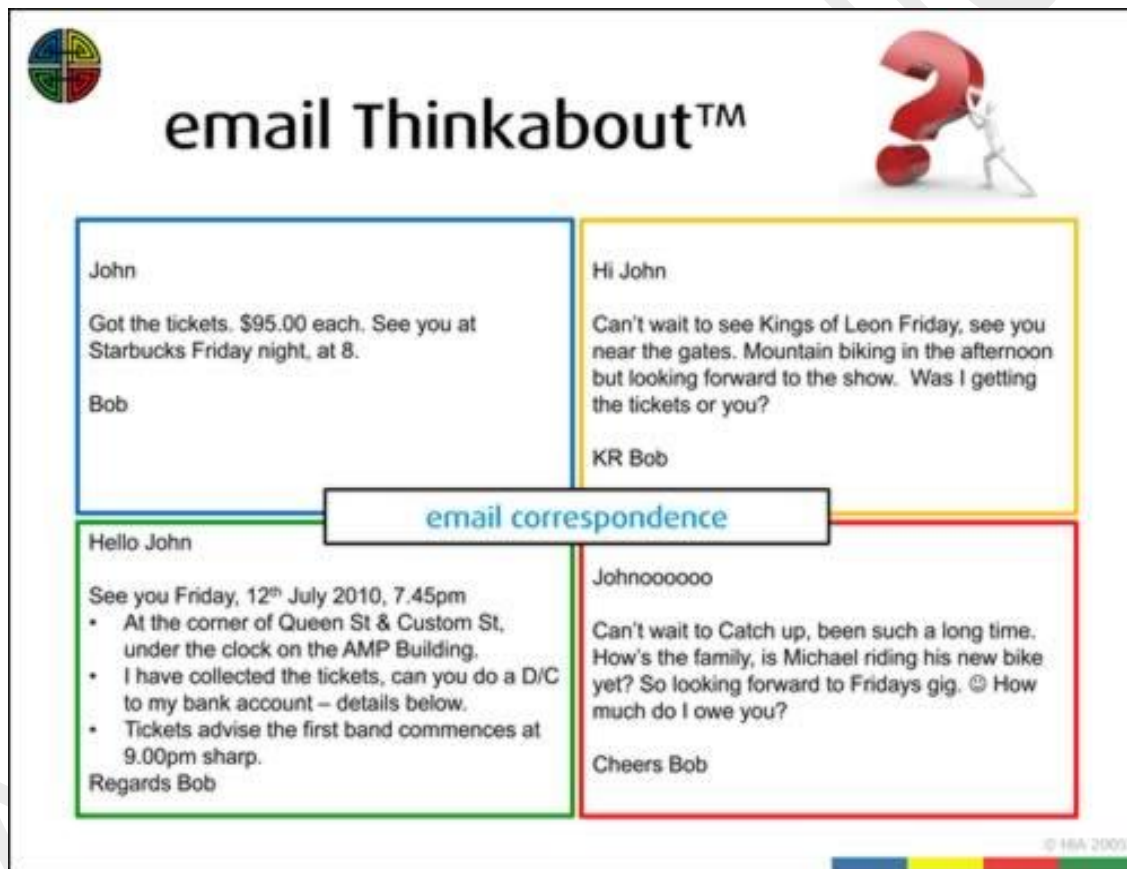 email Thinkabout™
John
Got the tickets. $95.00 each. See you at
Starbucks Friday night, at 8.
Bob
Hi John
Can't wait to see Kings of Leon Friday, see you
near the gates. Mountain biking in the afternoon
but looking forward to the show.  Was I getting
the tickets or you?
KR Bob
email correspondence
Hello John
See you Friday, 12th July 2010, 7.45pm
• At the corner of Queen St & Custom St,
under the clock on the AMP Building.
• I have collected the tickets, can you do a D/C
to my bank account – details below.
• Tickets advise the first band commences at
9.00pm sharp.
Regards Bob
Johnoooooo
Can't wait to Catch up, been such a long time.
How's the family, is Michael riding his new bike
yet? So looking forward to Fridays gig. ☺ How
much do I owe you?
Cheers Bob
© HIA 2005